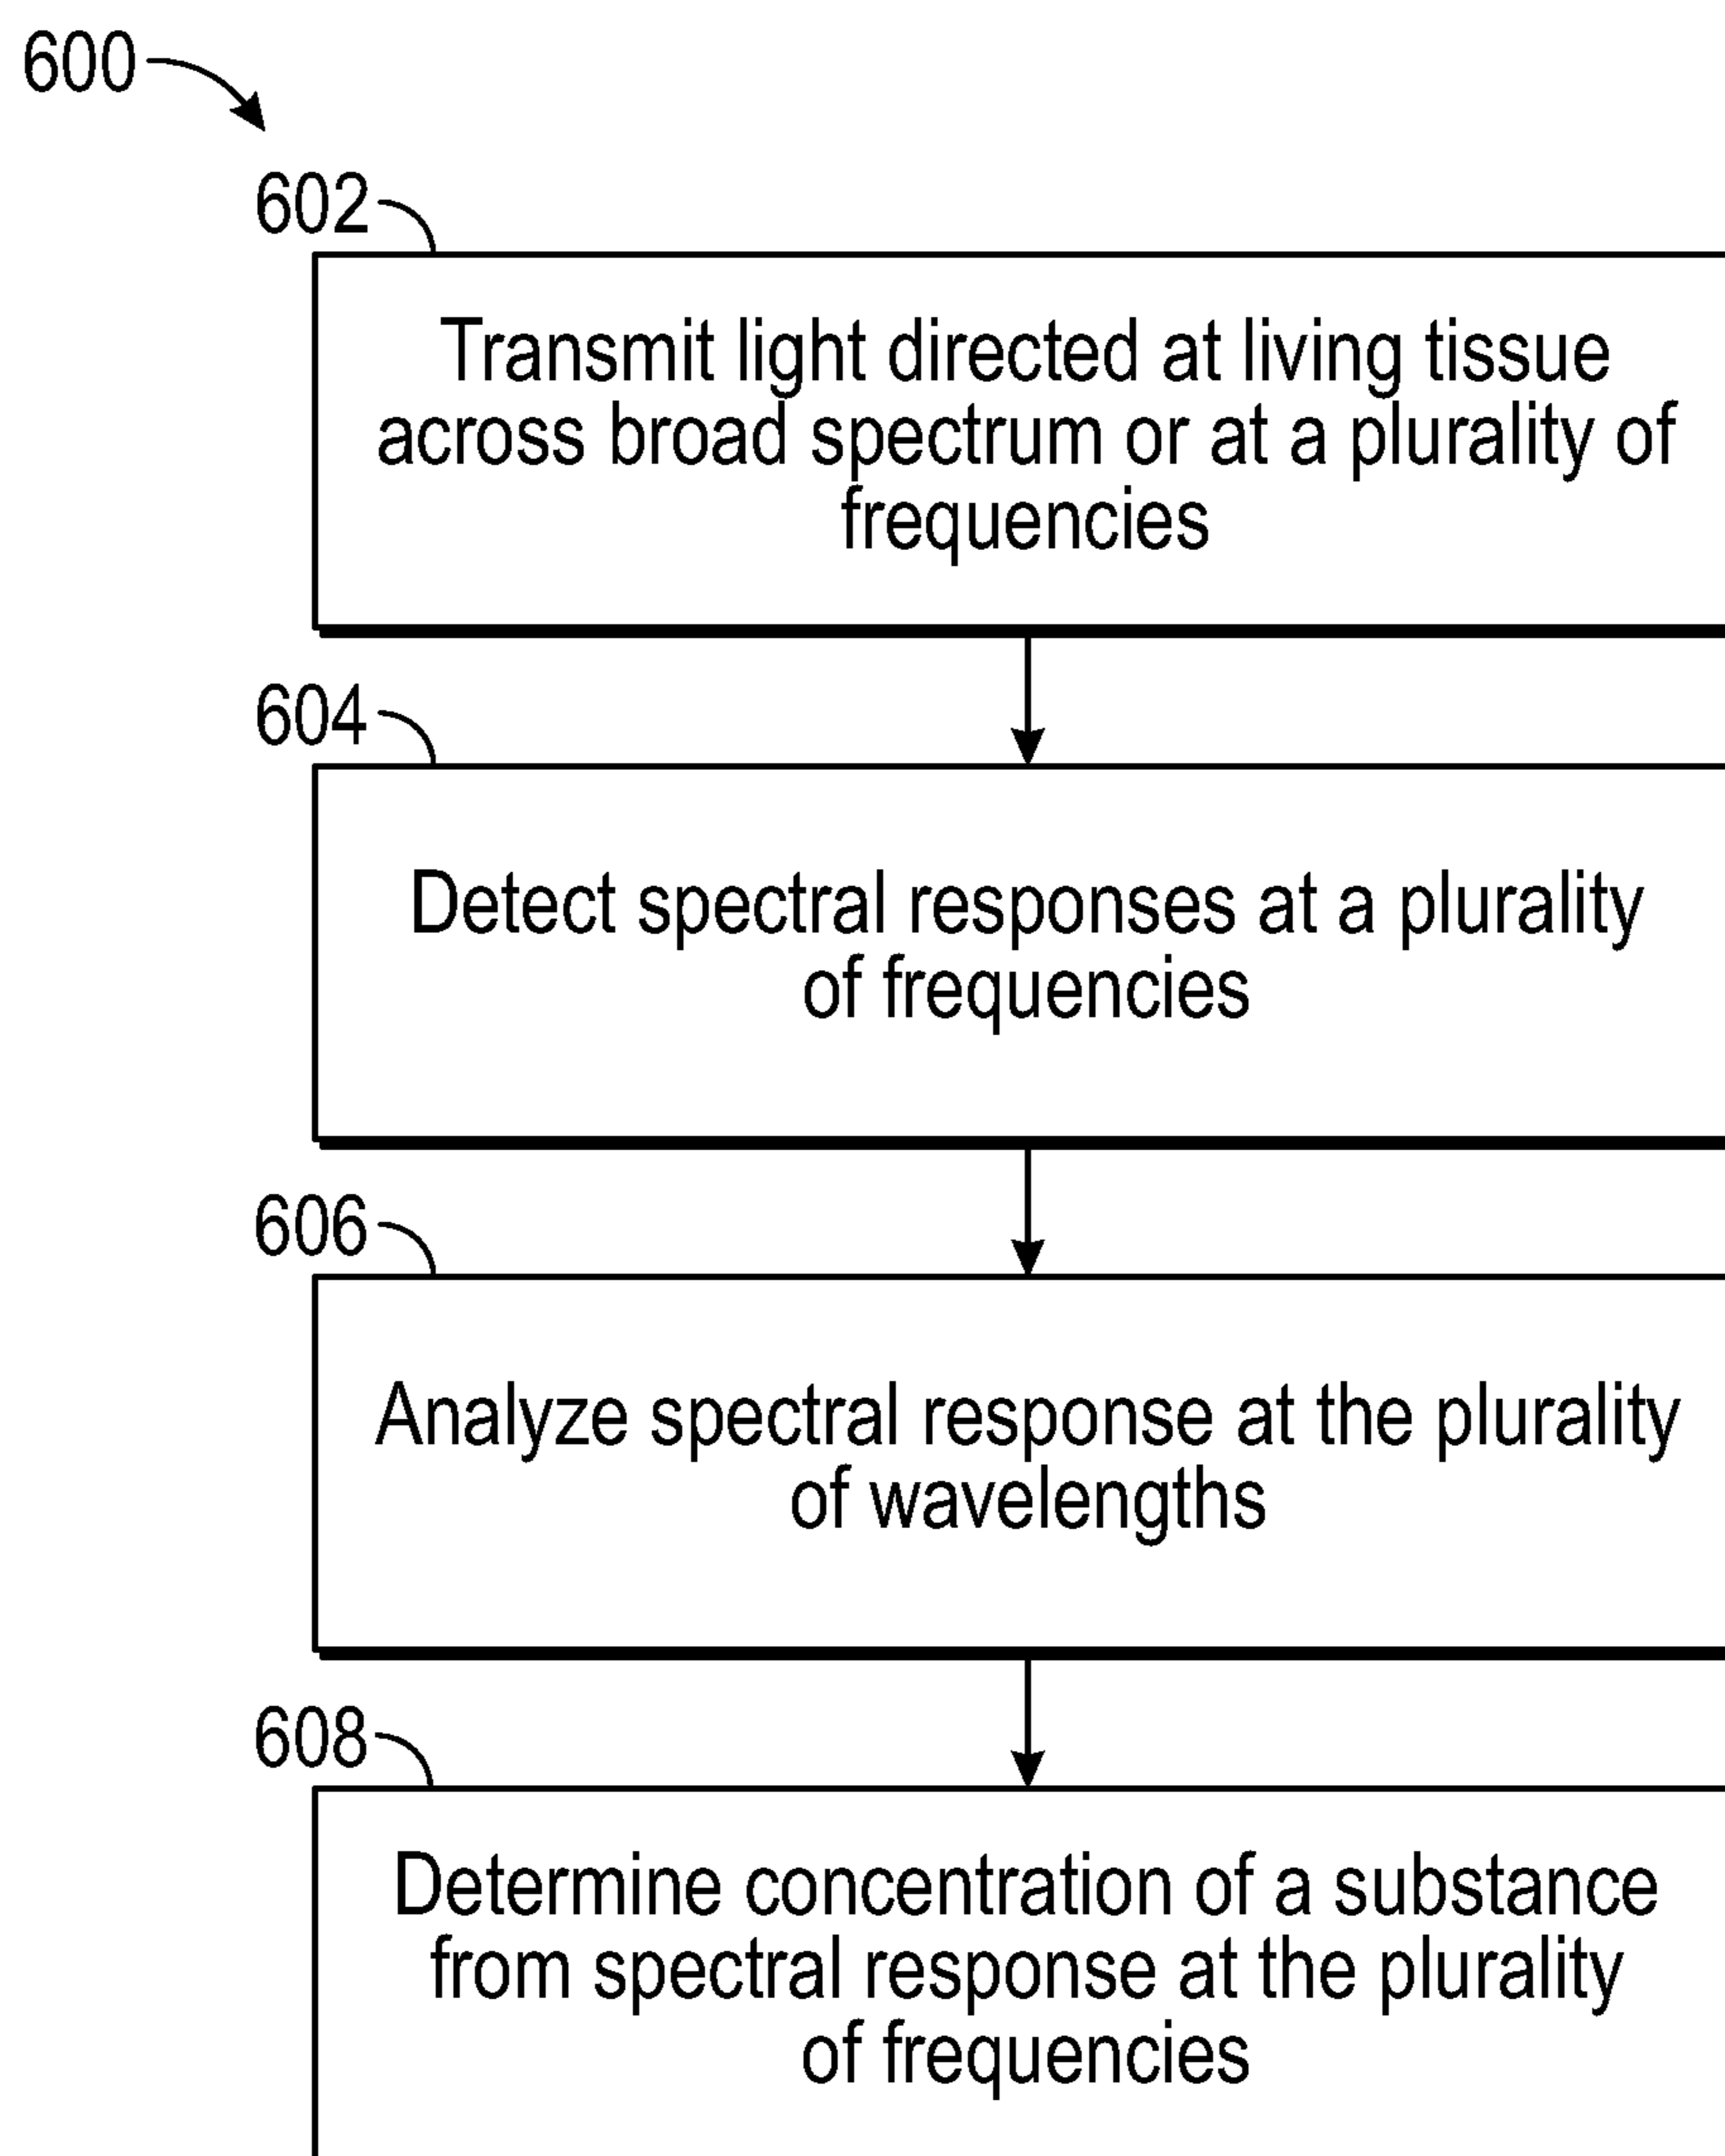 600
602
Transmit light directed at living tissue
across broad spectrum or at a plurality of
frequencies
604
Detect spectral responses at a plurality
of frequencies
606
Analyze spectral response at the plurality
of wavelengths
608
Determine concentration of a substance
from spectral response at the plurality
of frequencies